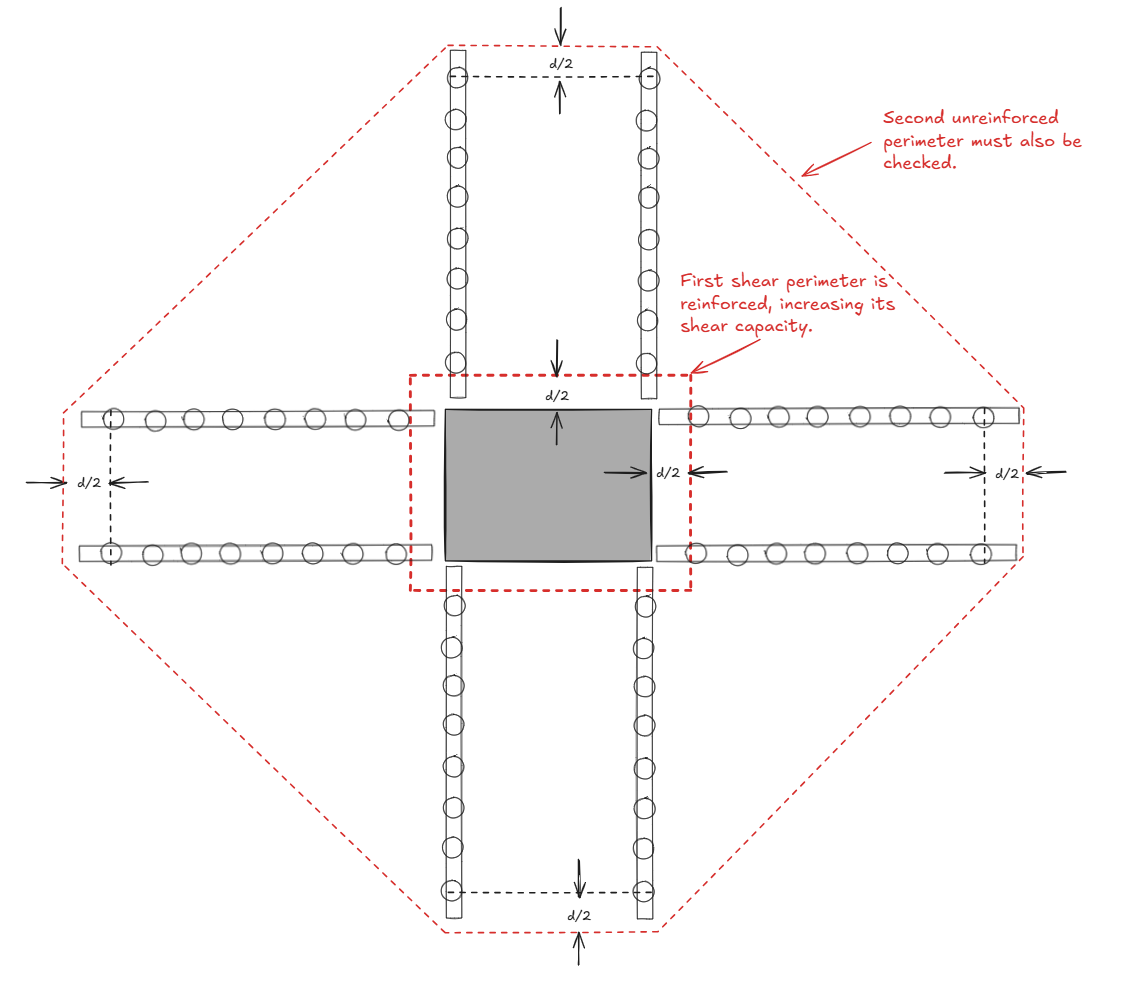 d/2
Second unreinforced
perimeter must also be
checked.
First shear perimeter is
reinforced, increasing its
shear capacity.
d/2
d/2
d/2
d/2
d/2